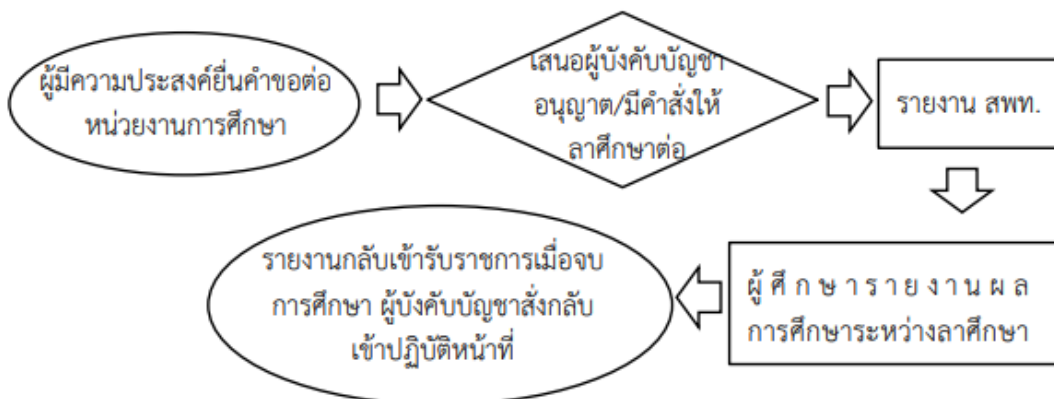 ผู้มีความประสงค์ยื่นคำขอต่อ
หน่วยงานการศึกษา
เสนอผู้บังคับบัญชา
อนุญาต/มีคำสั่งให้
ลาศึกษาต่อ
รายงาน สพท.
ผู้ศึกษารายงานผล
การศึกษาระหว่างลาศึกษา
รายงานกลับเข้ารับราชการเมื่อจบ
การศึกษา ผู้บังคับบัญชาสั่งกลับ
เข้าปฏิบัติหน้าที่